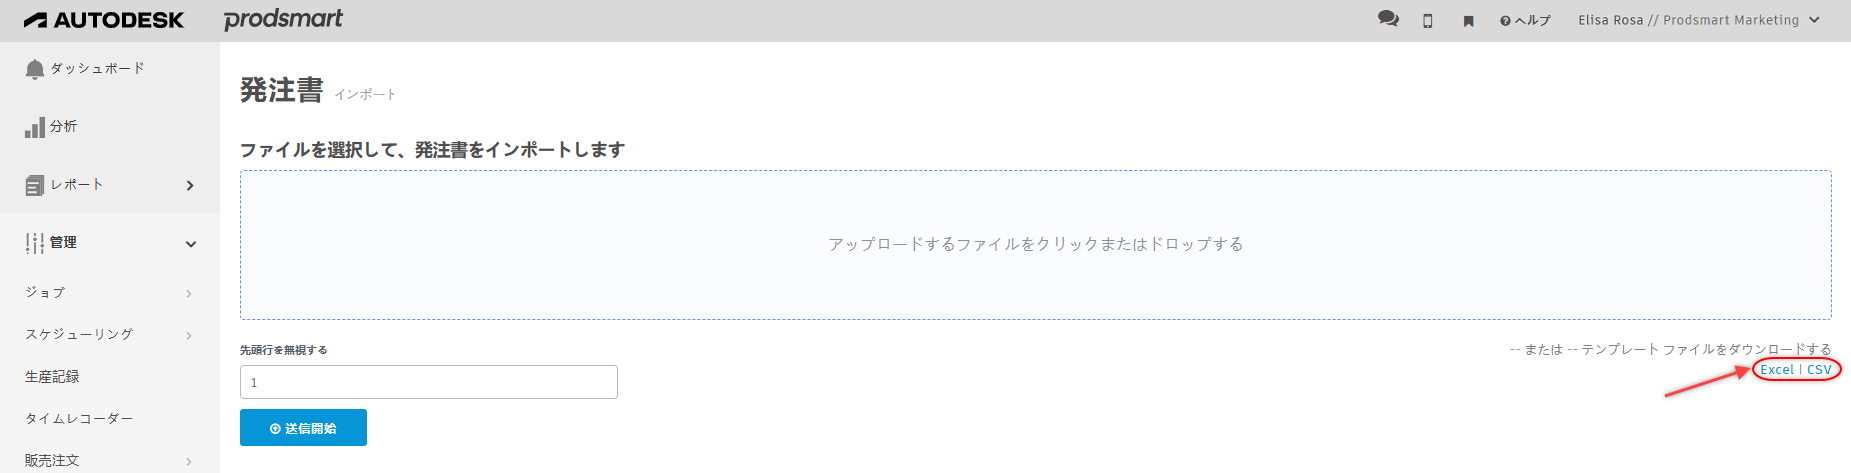 AUTODESK prodsmart
ヘルプ Elisa Rosa // Prodsmart Marketing
ダッシュボード
分析
レポート
管理
ジョブ
スケジューリング
生産記録
タイムレコーダー
販売注文
発注書 インポート
ファイルを選択して、発注書をインポートします
アップロードするファイルをクリックまたはドロップする
先頭行を無視する
1
送信開始
-- または -- テンプレート ファイルをダウンロードする
Excel | CSV